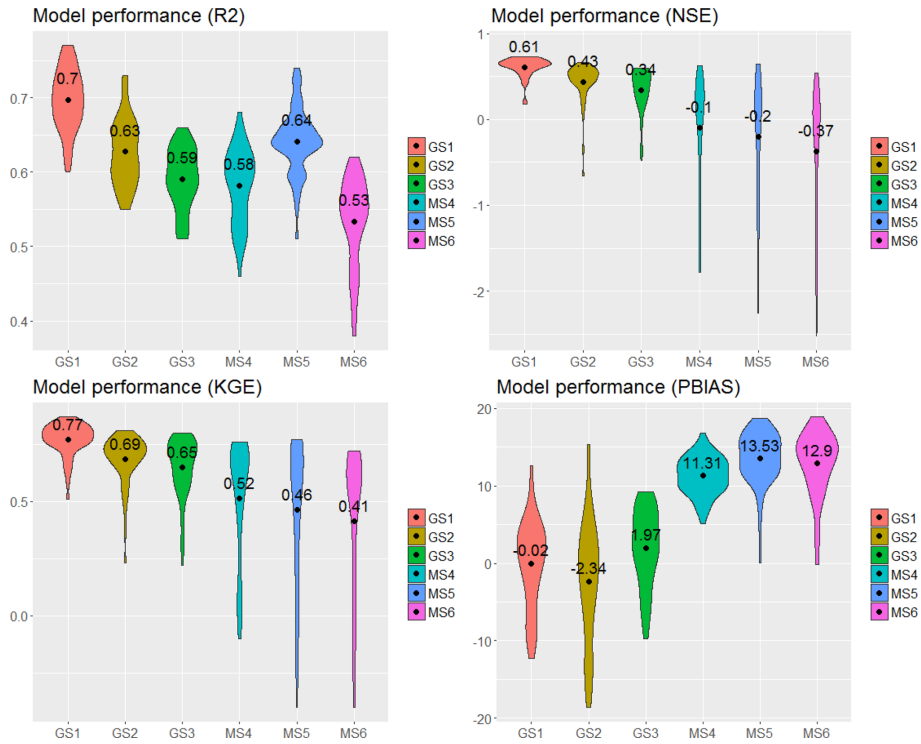 Model performance (R2)
0.7
0.6
0.5
0.4
0.7
0.63
0.59
0.58
0.64
0.53
GS1 GS2 GS3 MS4 MS5 MS6
GS1
GS2
GS3
MS4
MS5
MS6
Model performance (NSE)
1
0
-1
-2
0.61
0.43
0.34
-0.1
-0.2
-0.37
GS1 GS2 GS3 MS4 MS5 MS6
GS1
GS2
GS3
MS4
MS5
MS6
Model performance (KGE)
0.5
0.0
0.77
0.69
0.65
0.52
0.46
0.41
GS1 GS2 GS3 MS4 MS5 MS6
GS1
GS2
GS3
MS4
MS5
MS6
Model performance (PBIAS)
20
10
0
-10
-20
-0.02
-2.34
1.97
11.31
13.53
12.9
GS1 GS2 GS3 MS4 MS5 MS6
GS1
GS2
GS3
MS4
MS5
MS6